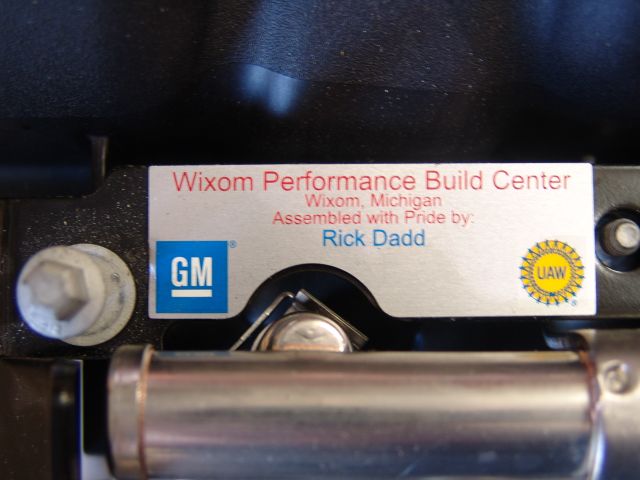 Wixom Performance Build Center
Wixom, Michigan
Assembled with Pride by:
Rick Dadd
GM
®
UAW
®